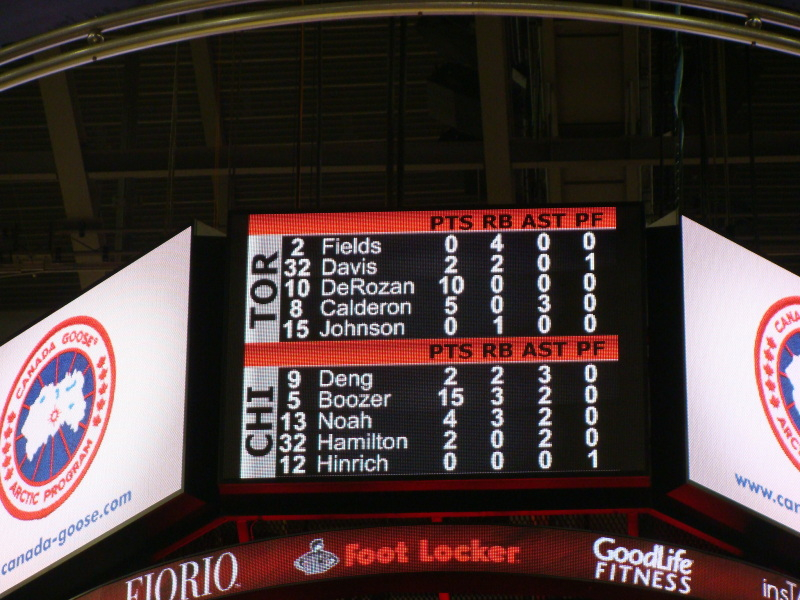 PTS RB AST PF
TOR
2 Fields 0 4 0 0
32 Davis 2 2 0 1
10 DeRozan 10 0 0 0
8 Calderon 5 0 3 0
15 Johnson 0 1 0 0
PTS RB AST PF
CHI
9 Deng 2 2 3 0
5 Boozer 15 3 2 0
13 Noah 4 3 2 0
32 Hamilton 2 0 2 0
12 Hinrich 0 0 0 1
CANADA GOOSE
ARCTIC PROGRAM
canada-goose.com
CANA
ARC
www.can
FIORIO
Foot Locker
GoodLife
FITNESS
insTA